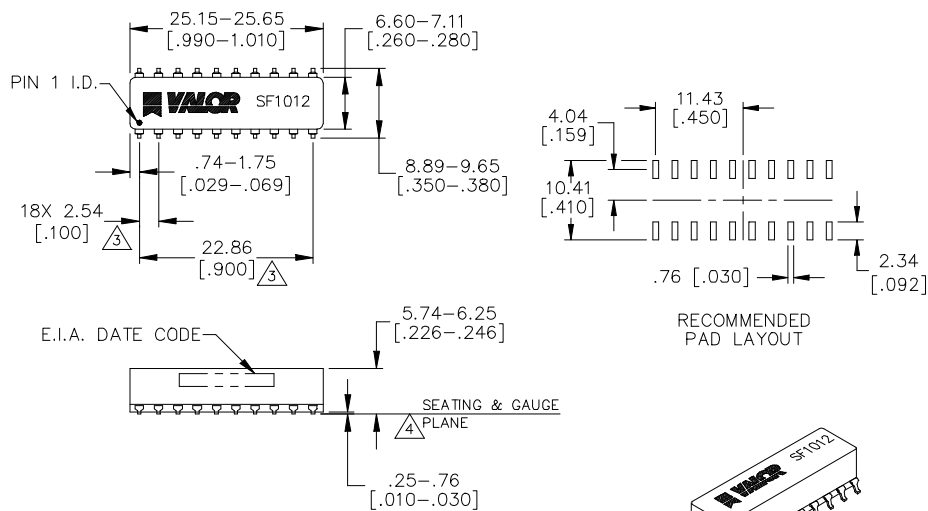 25.15-25.65
[.990-1.010]
6.60-7.11
[.260-.280]
PIN 1 I.D.
VALOR SF1012
.74-1.75
[.029-.069]
8.89-9.65
[.350-.380]
18X 2.54
[.100] 3
22.86
[.900] 3
11.43
[.450]
4.04
[.159]
10.41
[.410]
.76 [.030]
2.34
[.092]
RECOMMENDED
PAD LAYOUT
E.I.A. DATE CODE
5.74-6.25
[.226-.246]
SEATING & GAUGE
4 PLANE
.25-.76
[.010-.030]
VALOR SF1012